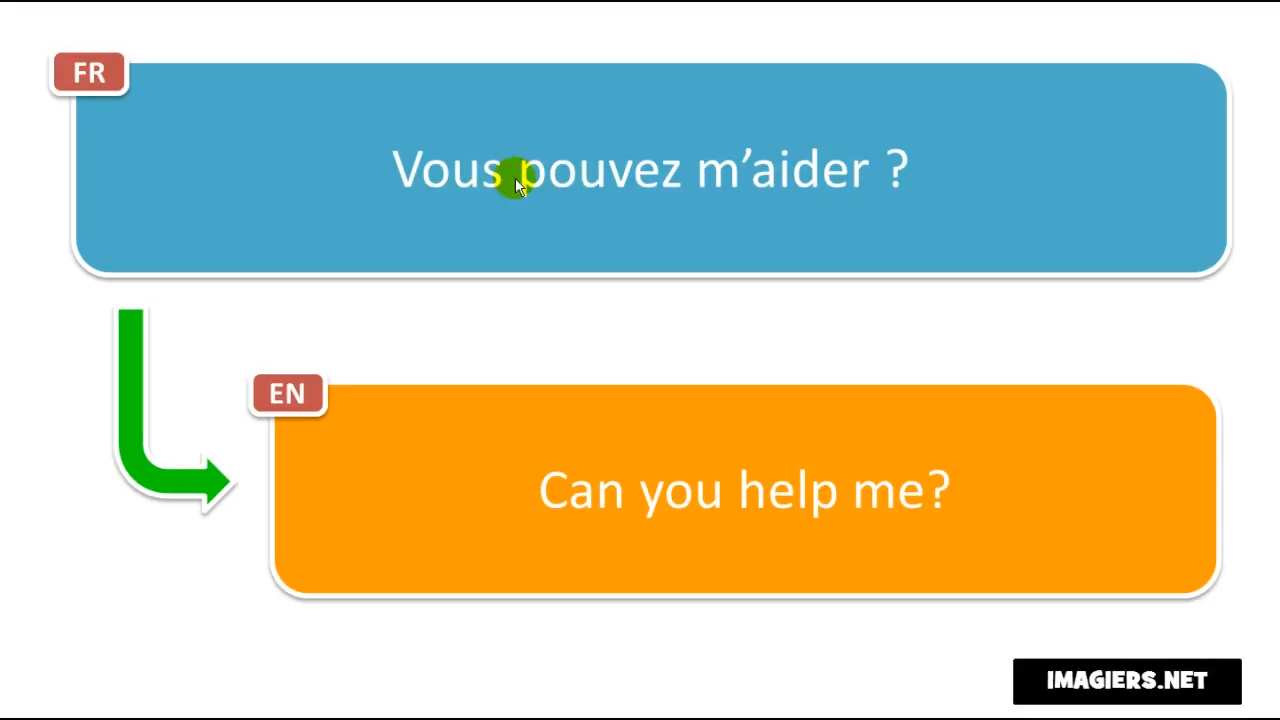 FR
Vous pouvez m’aider ?
EN
Can you help me?
IMAGIERS.NET